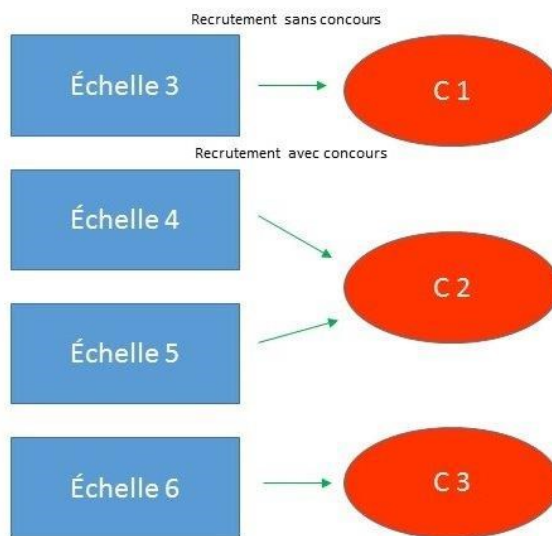 Recrutement sans concours
Échelle 3
C 1
Recrutement avec concours
Échelle 4
C 2
Échelle 5
Échelle 6
C 3